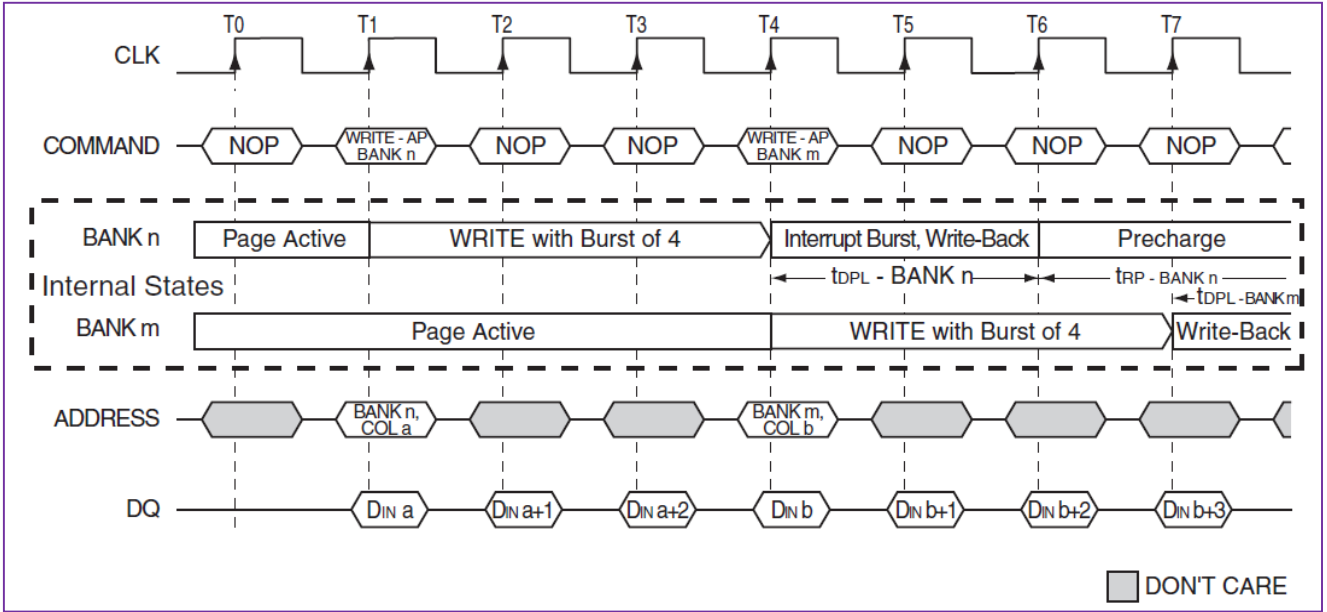 T0 T1 T2 T3 T4 T5 T6 T7
CLK
COMMAND NOP WRITE - AP BANK n NOP NOP WRITE - AP BANK m NOP NOP NOP
BANK n Page Active WRITE with Burst of 4 Interrupt Burst, Write-Back Precharge
tDPL - BANK n tRP - BANK n
Internal States
tDPL - BANK m
BANK m Page Active WRITE with Burst of 4 Write-Back
ADDRESS BANK n, COL a BANK m, COL b
DQ DIN a DIN a+1 DIN a+2 DIN b DIN b+1 DIN b+2 DIN b+3
DON'T CARE